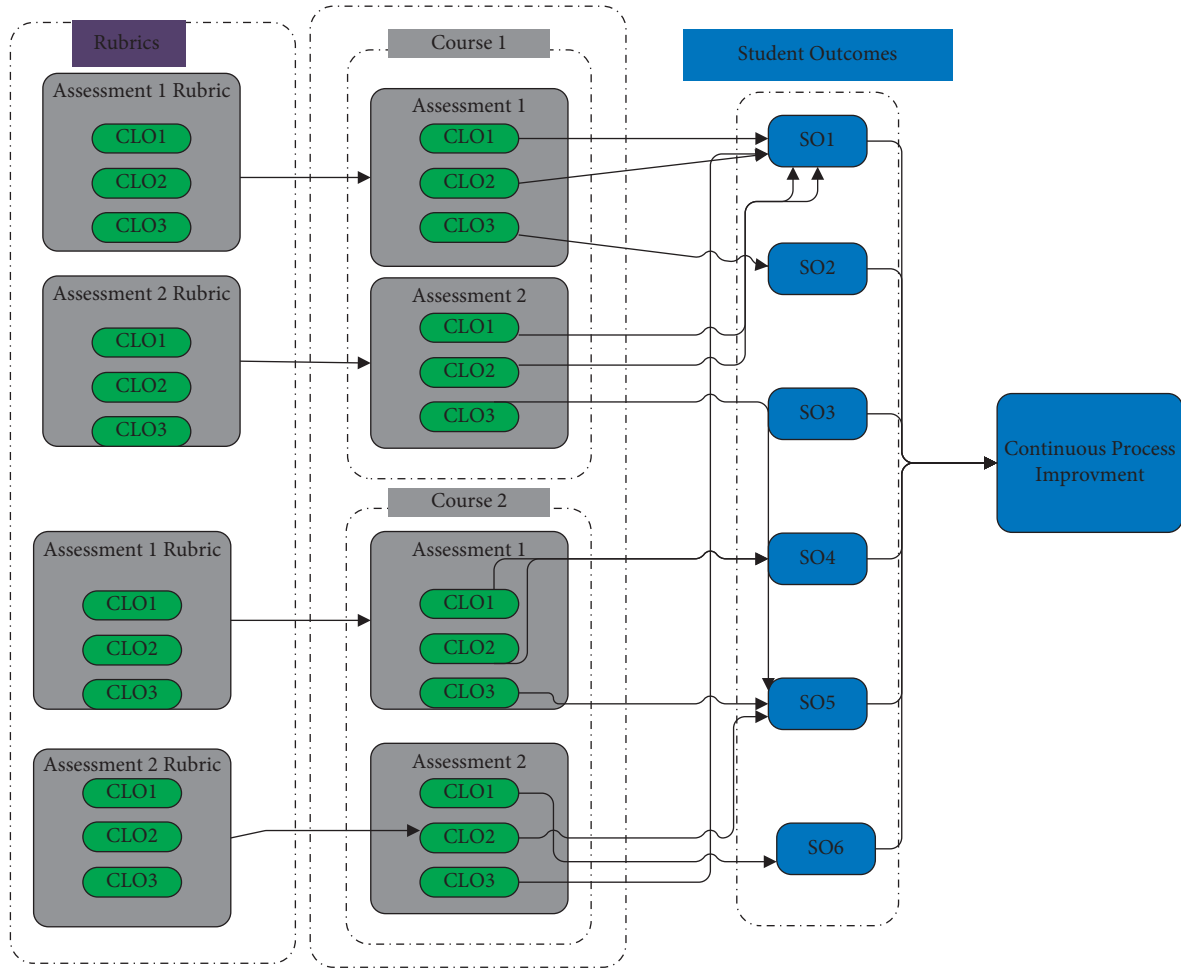 Rubrics
Assessment 1 Rubric
CLO1
CLO2
CLO3
Assessment 2 Rubric
CLO1
CLO2
CLO3
Assessment 1 Rubric
CLO1
CLO2
CLO3
Assessment 2 Rubric
CLO1
CLO2
CLO3
Course 1
Assessment 1
CLO1
CLO2
CLO3
Assessment 2
CLO1
CLO2
CLO3
Course 2
Assessment 1
CLO1
CLO2
CLO3
Assessment 2
CLO1
CLO2
CLO3
Student Outcomes
SO1
SO2
SO3
SO4
SO5
SO6
Continuous Process
Improvment